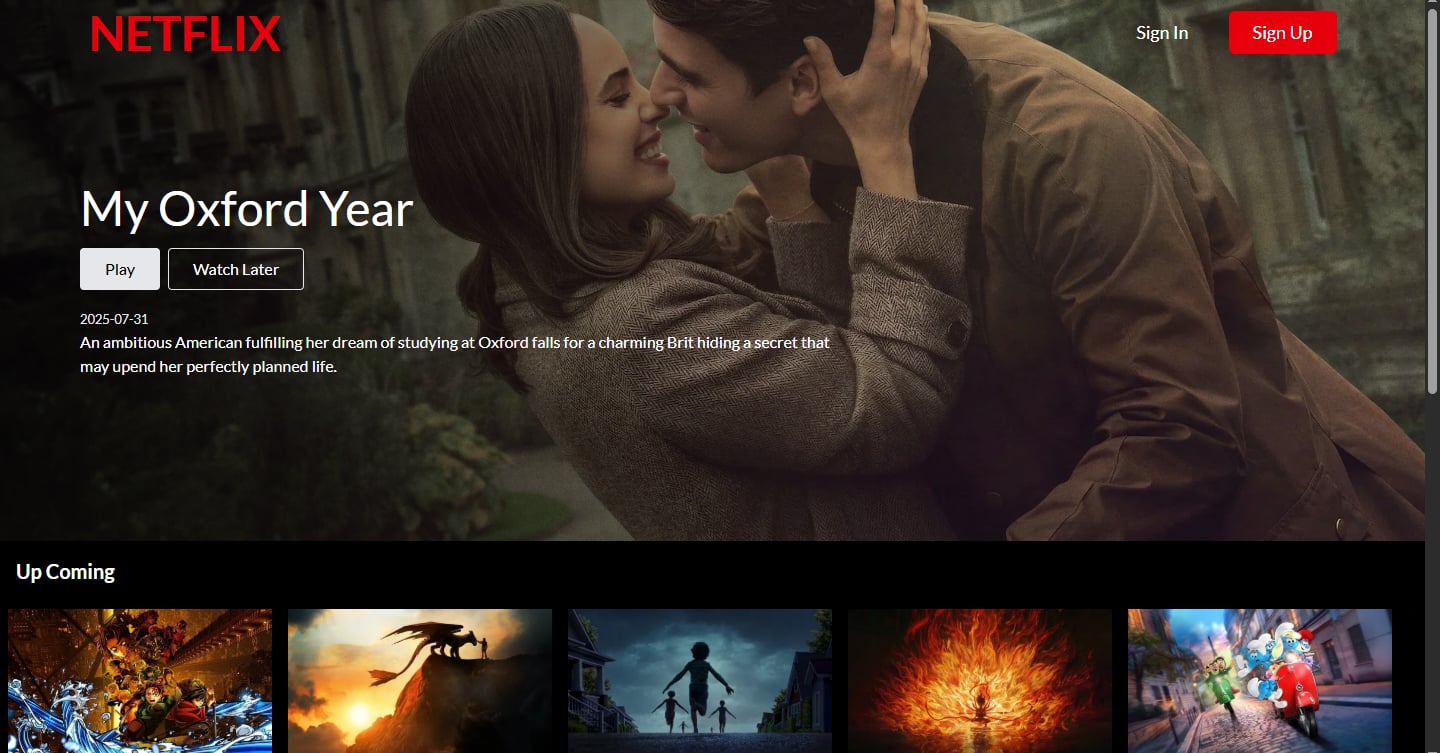 NETFLIX
Sign In
Sign Up
My Oxford Year
Play
Watch Later
2025-07-31
An ambitious American fulfilling her dream of studying at Oxford falls for a charming Brit hiding a secret that
may upend her perfectly planned life.
Up Coming